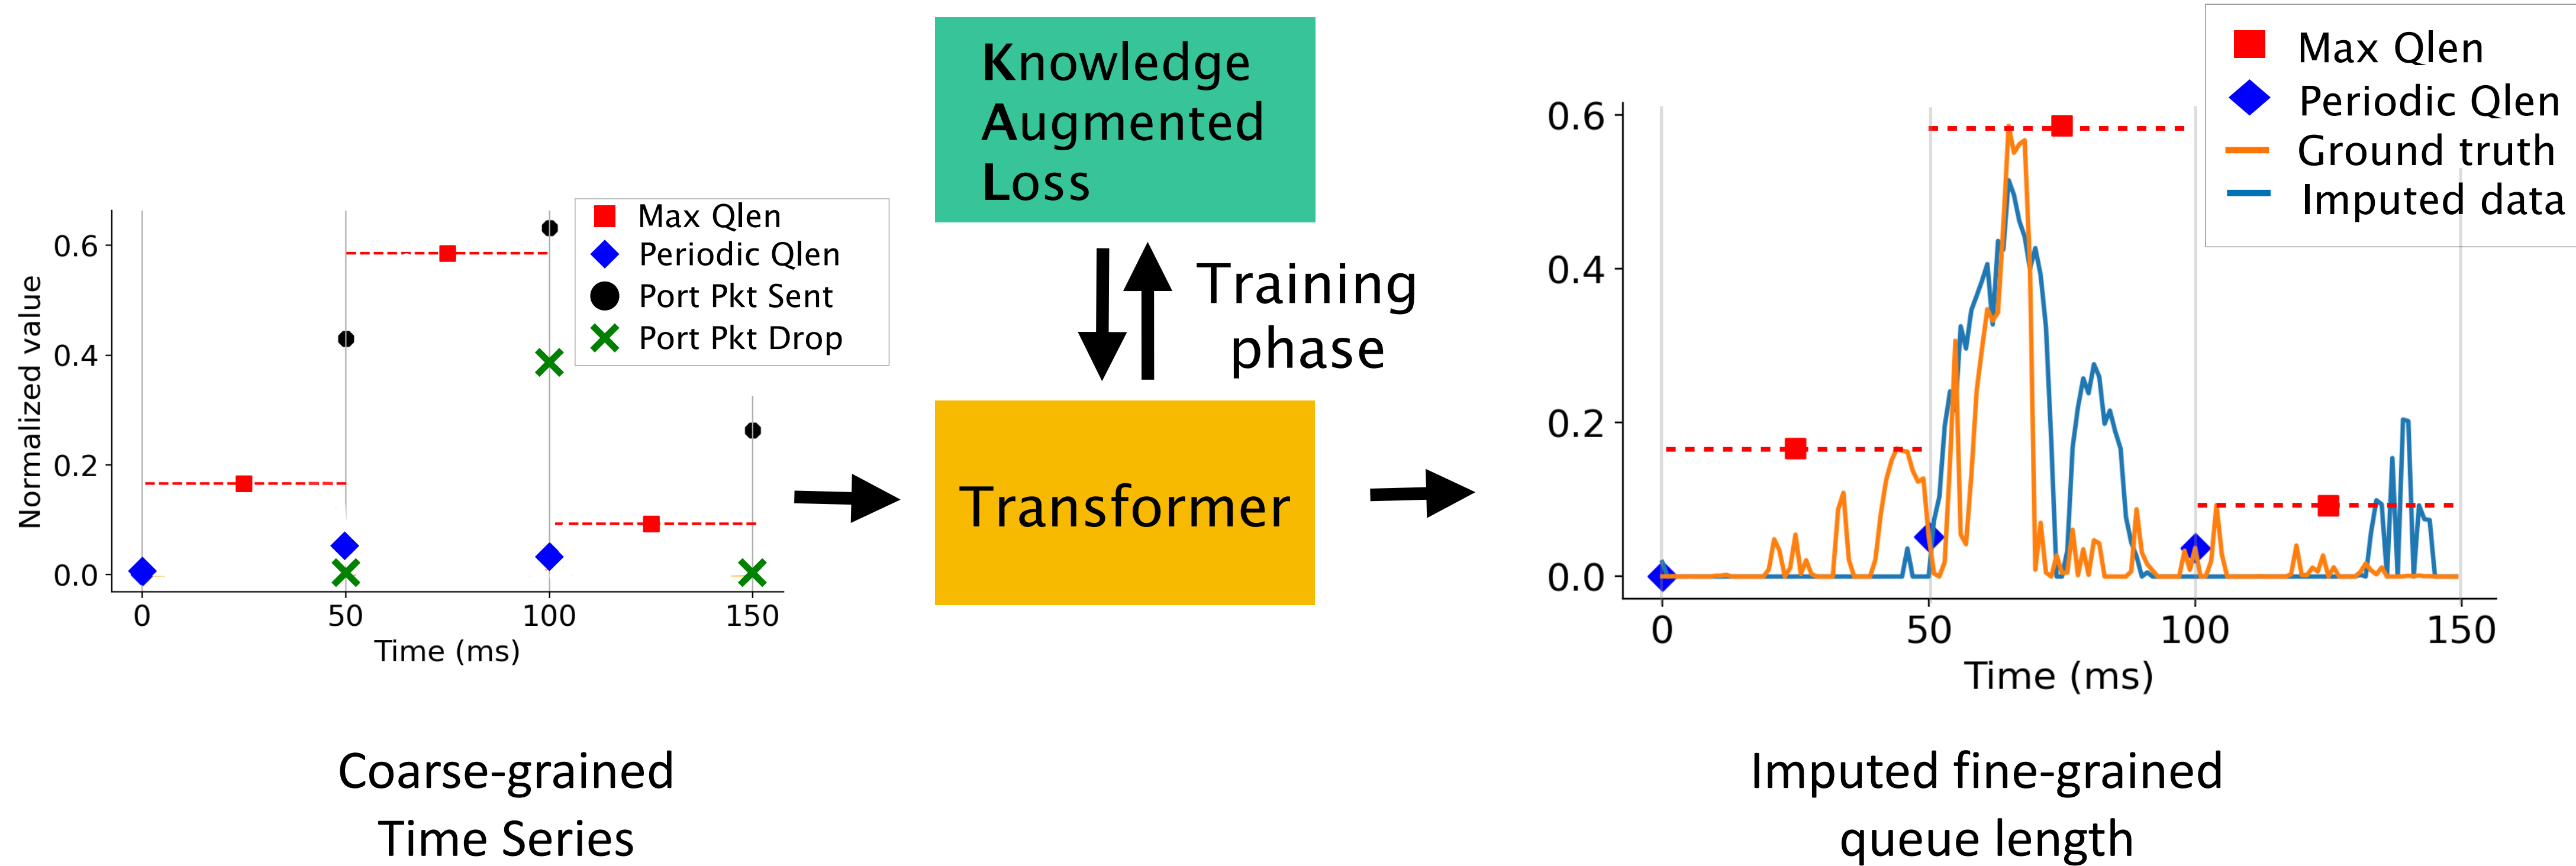 Knowledge
Augmented
Loss
Training
phase
Transformer
Normalized value
0.6
0.4
0.2
0.0
0 50 100 150
Time (ms)
Max Qlen
Periodic Qlen
Port Pkt Sent
Port Pkt Drop
Coarse-grained
Time Series
0.6
0.4
0.2
0.0
0 50 100 150
Time (ms)
Max Qlen
Periodic Qlen
Ground truth
Imputed data
Imputed fine-grained
queue length